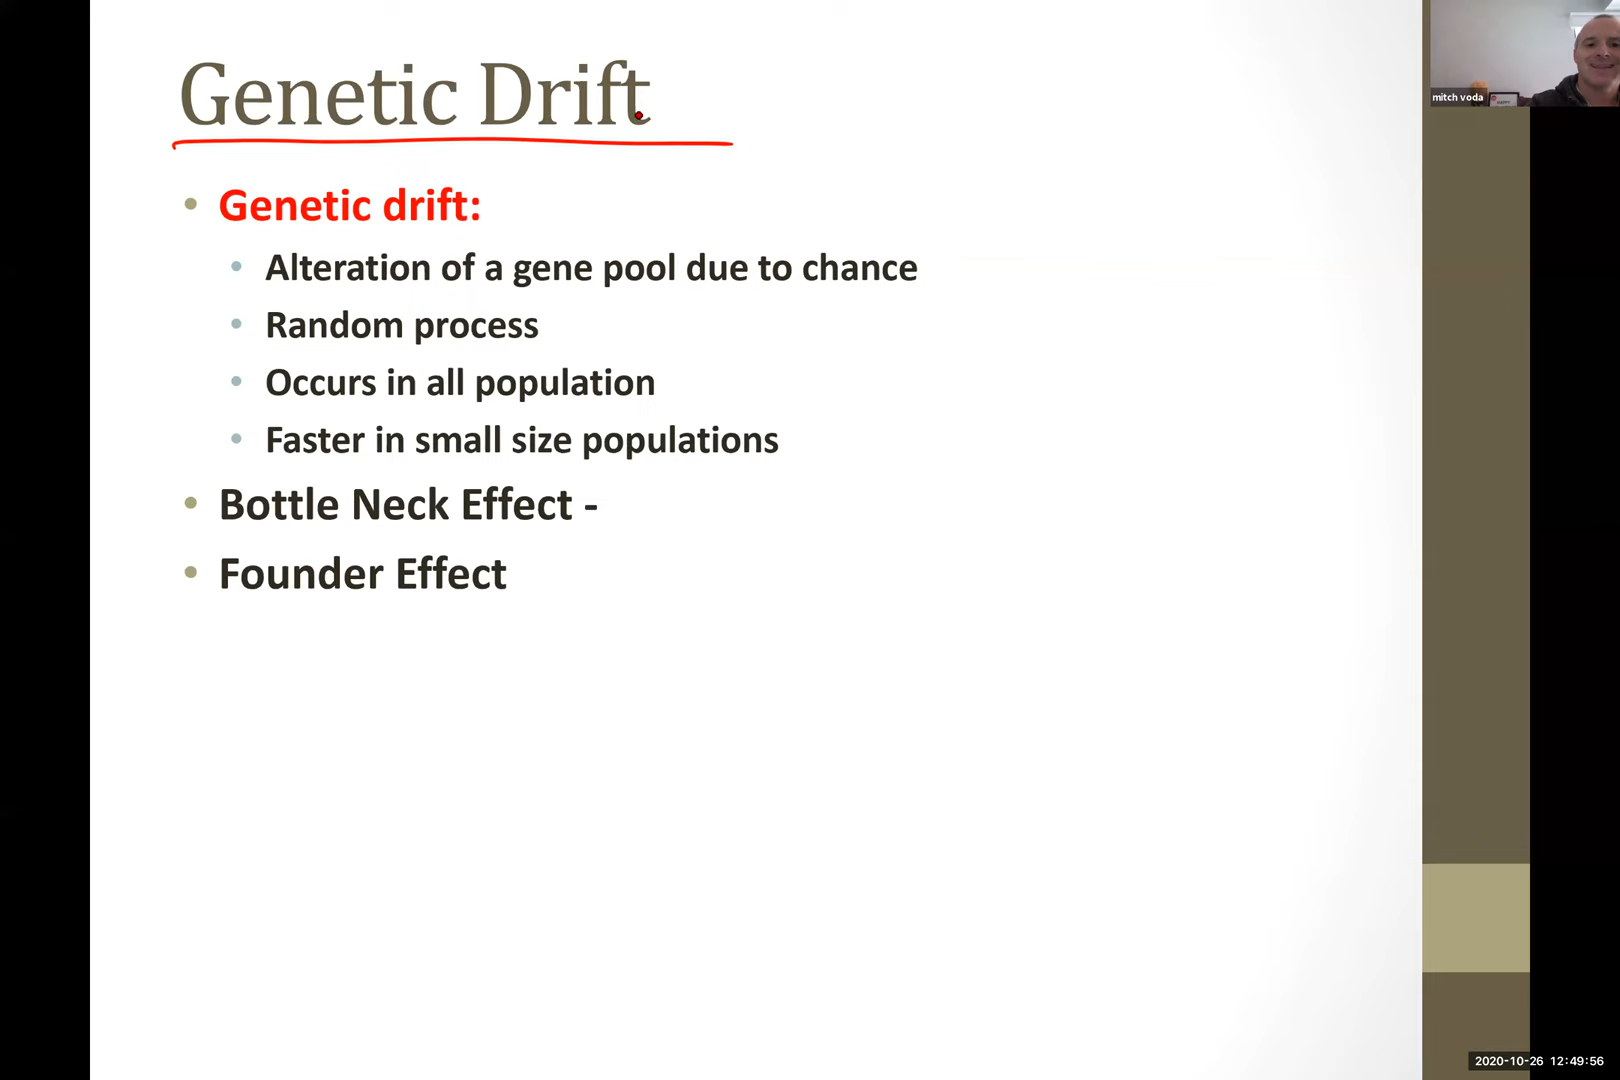 Genetic Drift
• Genetic drift:
• Alteration of a gene pool due to chance
• Random process
• Occurs in all population
• Faster in small size populations
• Bottle Neck Effect -
• Founder Effect
mitch voda
HAPPY
2020-10-26 12:49:56